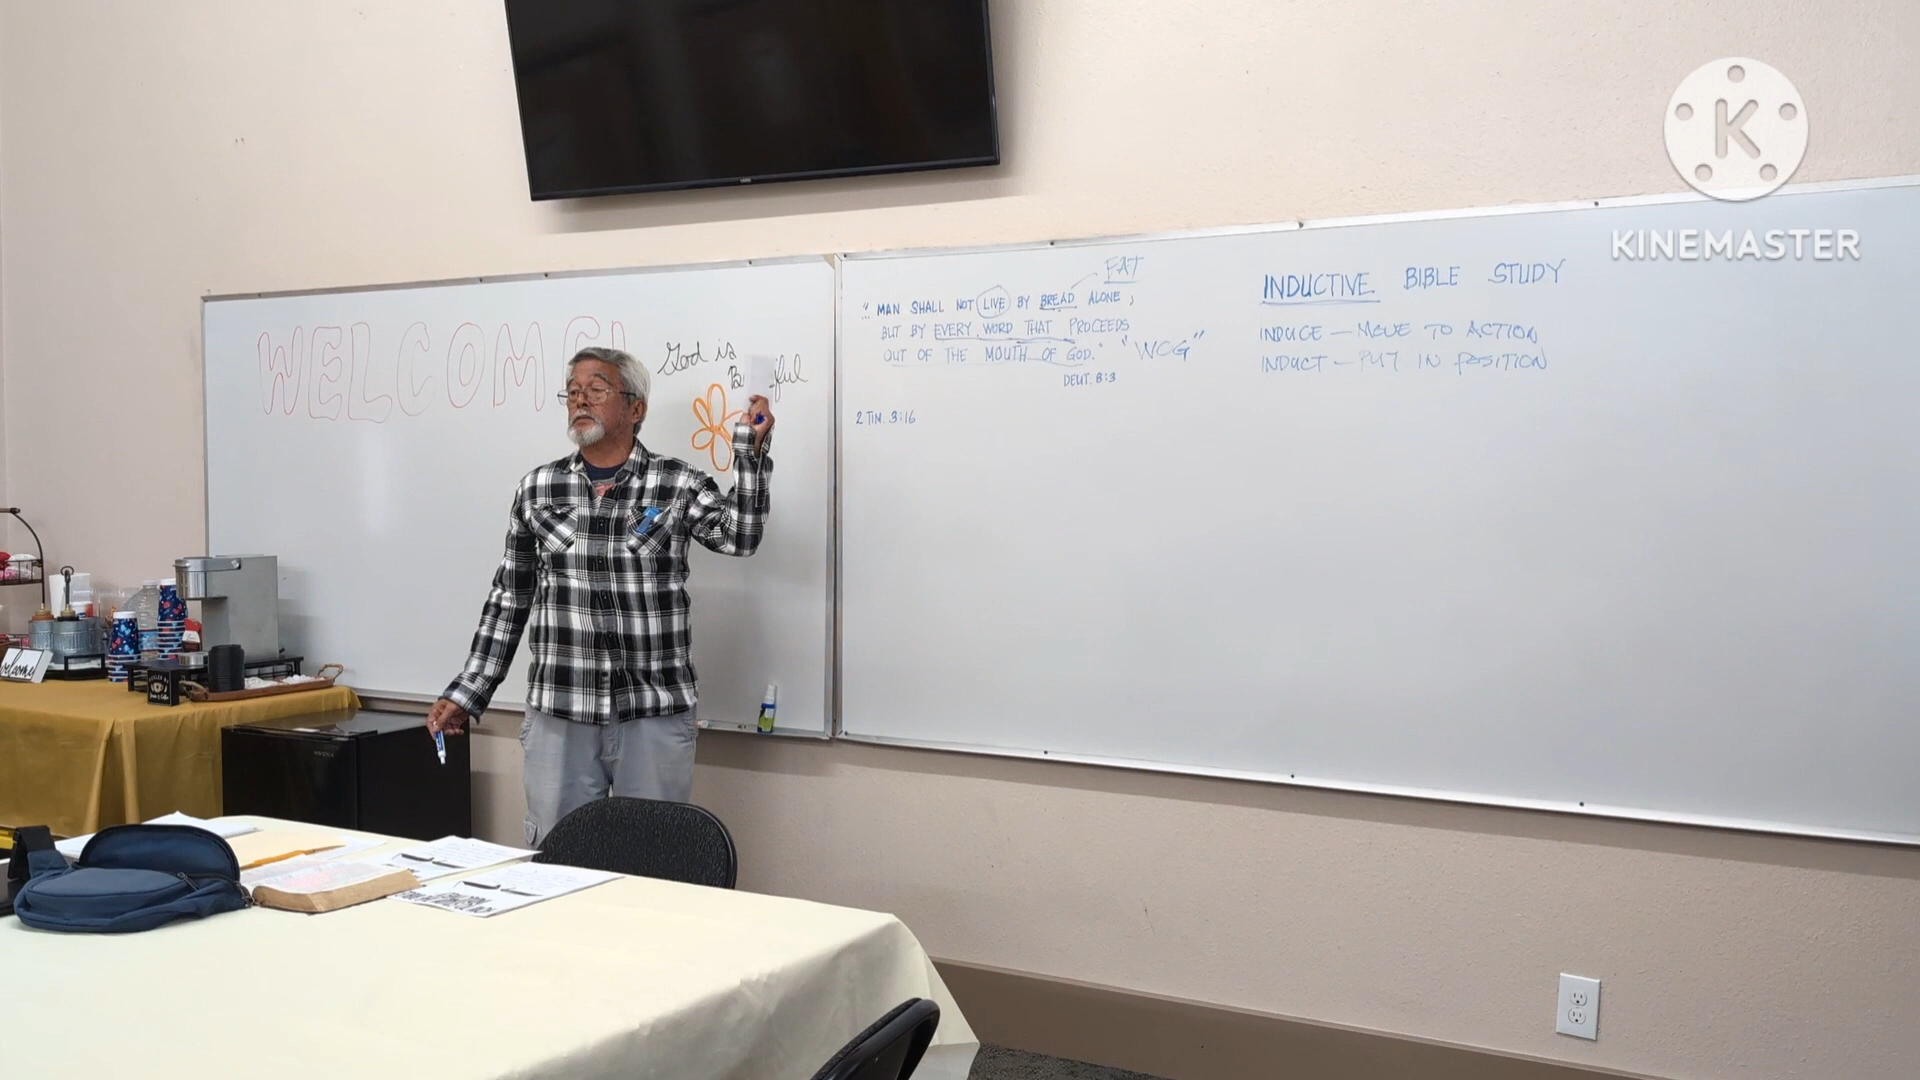 WELCOME!
God is
EAT
" MAN SHALL NOT LIVE BY BREAD ALONE ,
BUT BY EVERY WORD THAT PROCEEDS
OUT OF THE MOUTH OF GOD." "WCG"
DEUT. 8:3
2 TIM. 3:16
INDUCTIVE BIBLE STUDY
INDUCE — MOVE TO ACTION
INDUCT — PUT IN POSITION
K
KINEMASTER
welcome